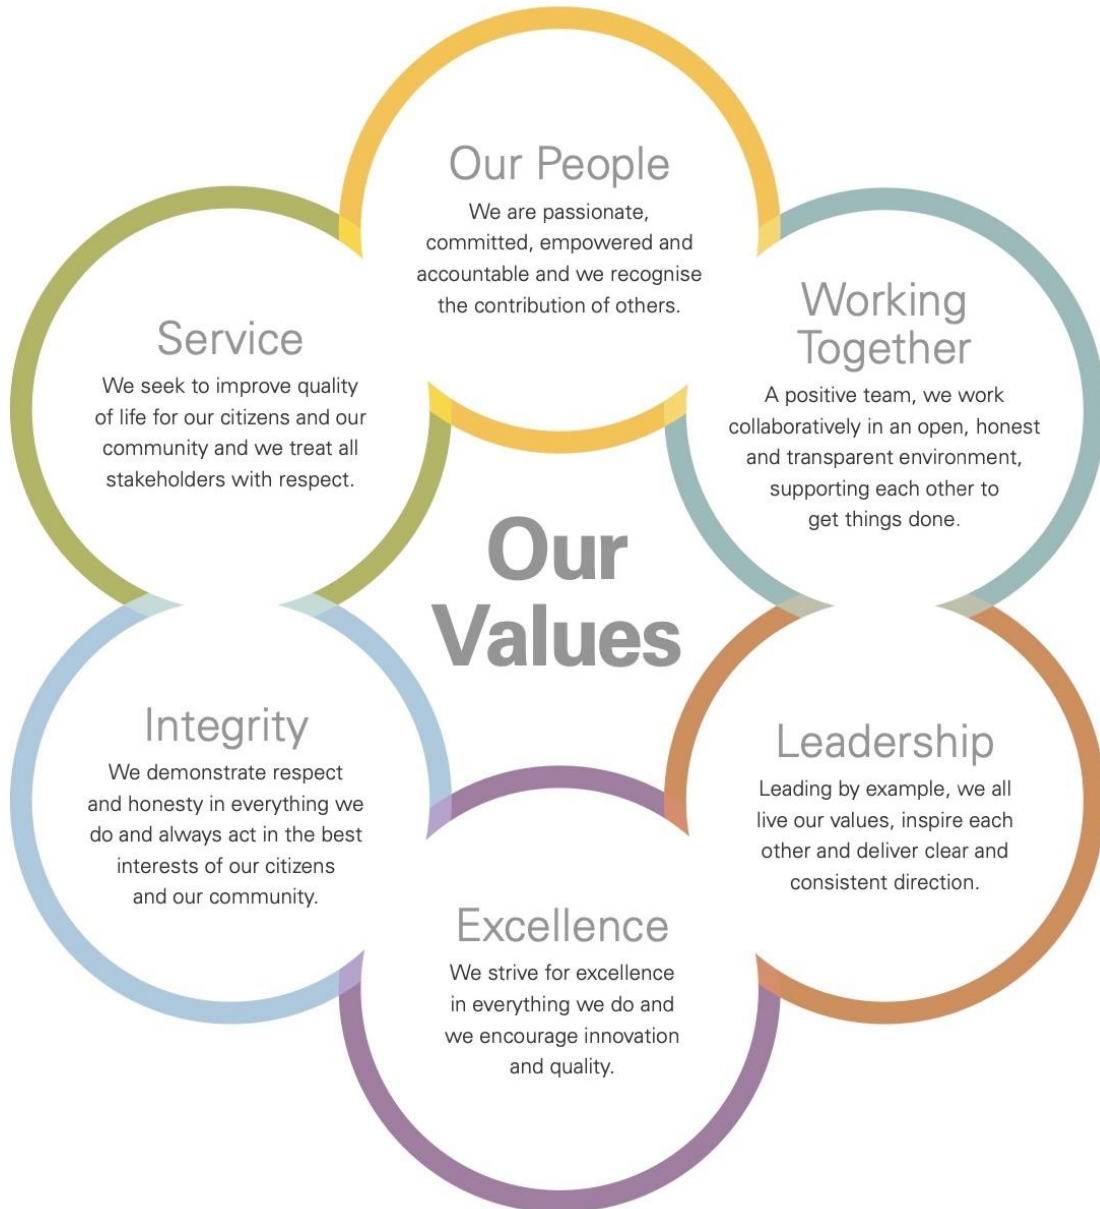 Our People
We are passionate,
committed, empowered and
accountable and we recognise
the contribution of others.
Working
Together
A positive team, we work
collaboratively in an open, honest
and transparent environment,
supporting each other to
get things done.
Leadership
Leading by example, we all
live our values, inspire each
other and deliver clear and
consistent direction.
Excellence
We strive for excellence
in everything we do and
we encourage innovation
and quality.
Integrity
We demonstrate respect
and honesty in everything we
do and always act in the best
interests of our citizens
and our community.
Service
We seek to improve quality
of life for our citizens and our
community and we treat all
stakeholders with respect.
Our
Values